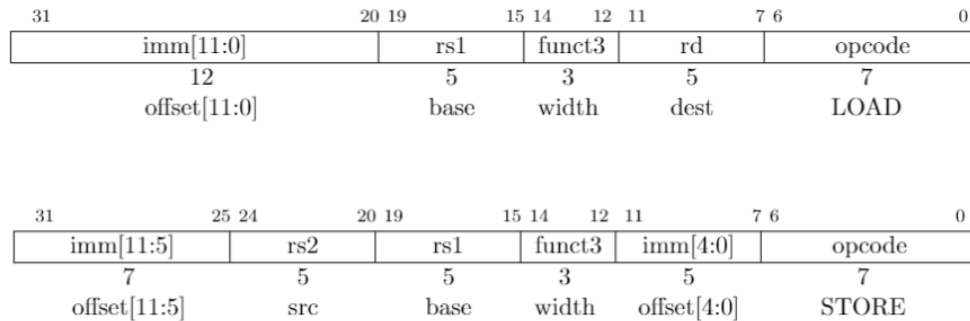 31 20 19 15 14 12 11 7 6 0
imm[11:0] rs1 funct3 rd opcode
12 5 3 5 7
offset[11:0] base width dest LOAD
31 25 24 20 19 15 14 12 11 7 6 0
imm[11:5] rs2 rs1 funct3 imm[4:0] opcode
7 5 5 3 5 7
offset[11:5] src base width offset[4:0] STORE